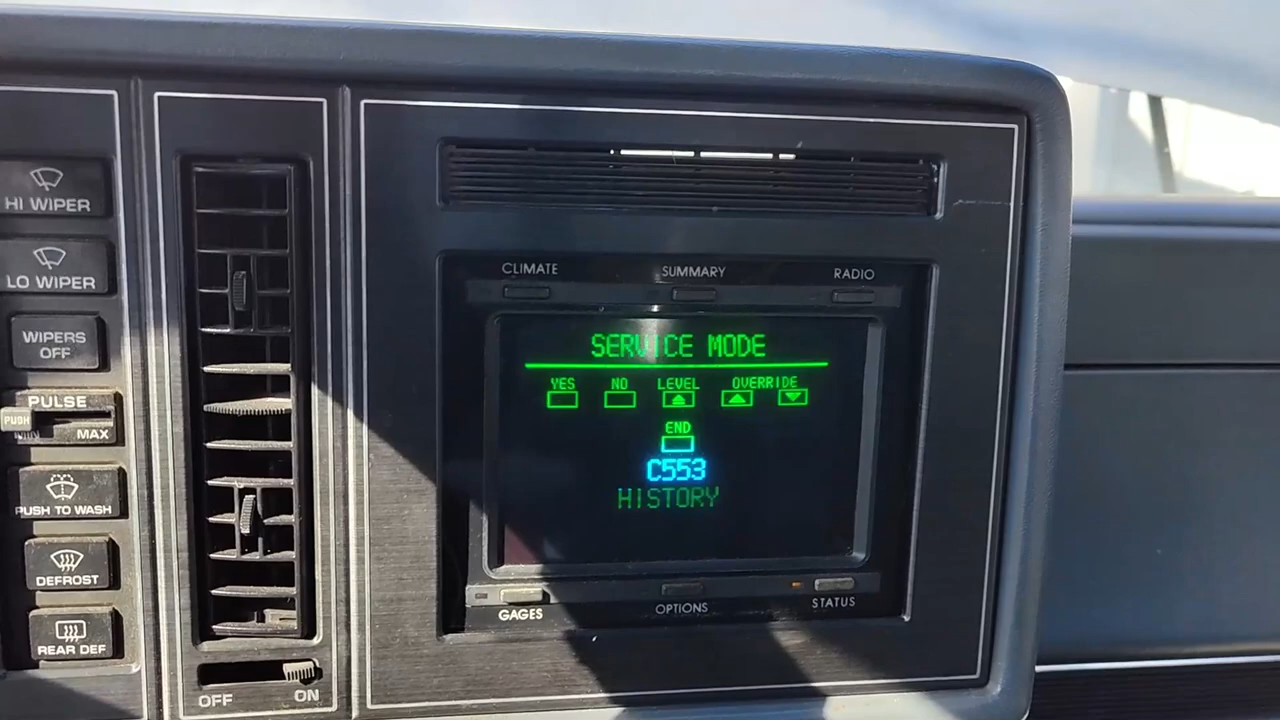 HI WIPER
LO WIPER
WIPERS
OFF
PULSE
PUSH
MIN MAX
PUSH TO WASH
DEFROST
REAR DEF
OFF ON
CLIMATE SUMMARY RADIO
SERVICE MODE
YES NO LEVEL OVERRIDE
END
C553
HISTORY
GAGES OPTIONS STATUS